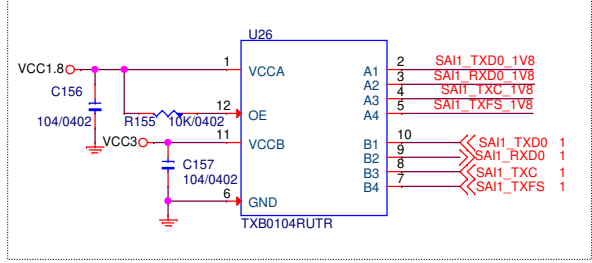 U26
VCC1.8
1
VCCA
A1
2
SAI1_TXD0_1V8
A2
3
SAI1_RXD0_1V8
A3
4
SAI1_TXC_1V8
A4
5
SAI1_TXFS_1V8
C156
104/0402
R155
10K/0402
12
OE
VCC3
11
VCCB
B1
10
SAI1_TXD0 1
B2
9
SAI1_RXD0 1
B3
8
SAI1_TXC 1
B4
7
SAI1_TXFS 1
C157
104/0402
6
GND
TXB0104RUTR